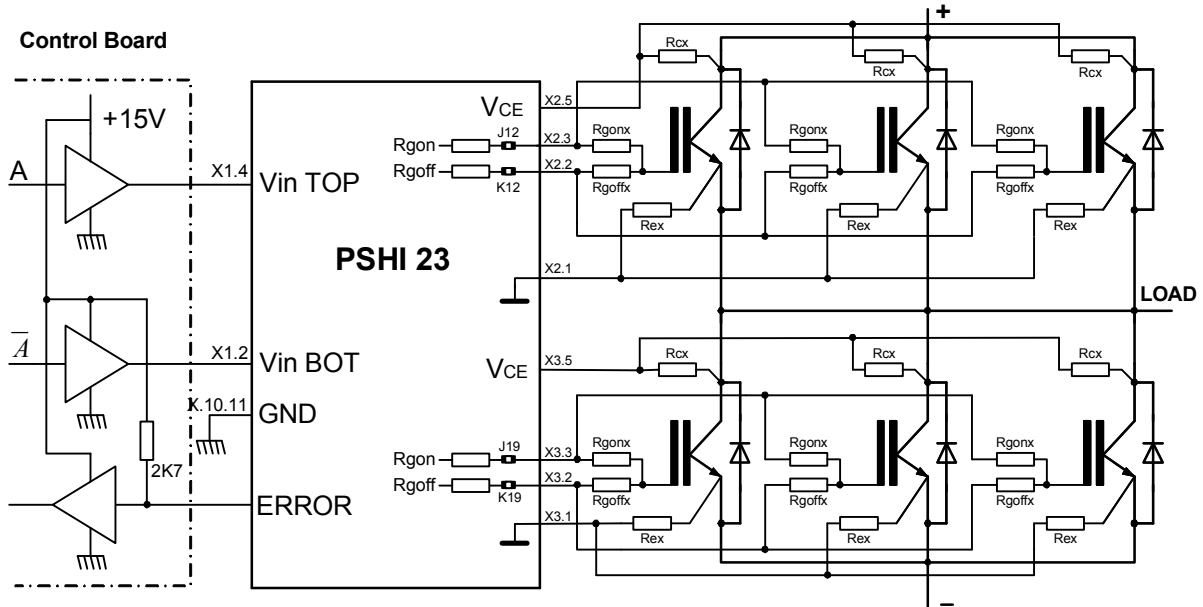 Control Board
+15V
A
X1.4
Vin TOP
A
X1.2
Vin BOT
X.10.11
GND
2K7
ERROR
PSHI 23
VCE
X2.5
Rgon
J12
X2.3
Rgoff
K12
X2.2
X2.1
VCE
X3.5
Rgon
J19
X3.3
Rgoff
K19
X3.2
X3.1
+
Rcx
Rcx
Rcx
Rgonx
Rgonx
Rgonx
Rgoffx
Rgoffx
Rgoffx
Rex
Rex
Rex
LOAD
Rcx
Rcx
Rcx
Rgonx
Rgonx
Rgonx
Rgoffx
Rgoffx
Rgoffx
Rex
Rex
Rex
−